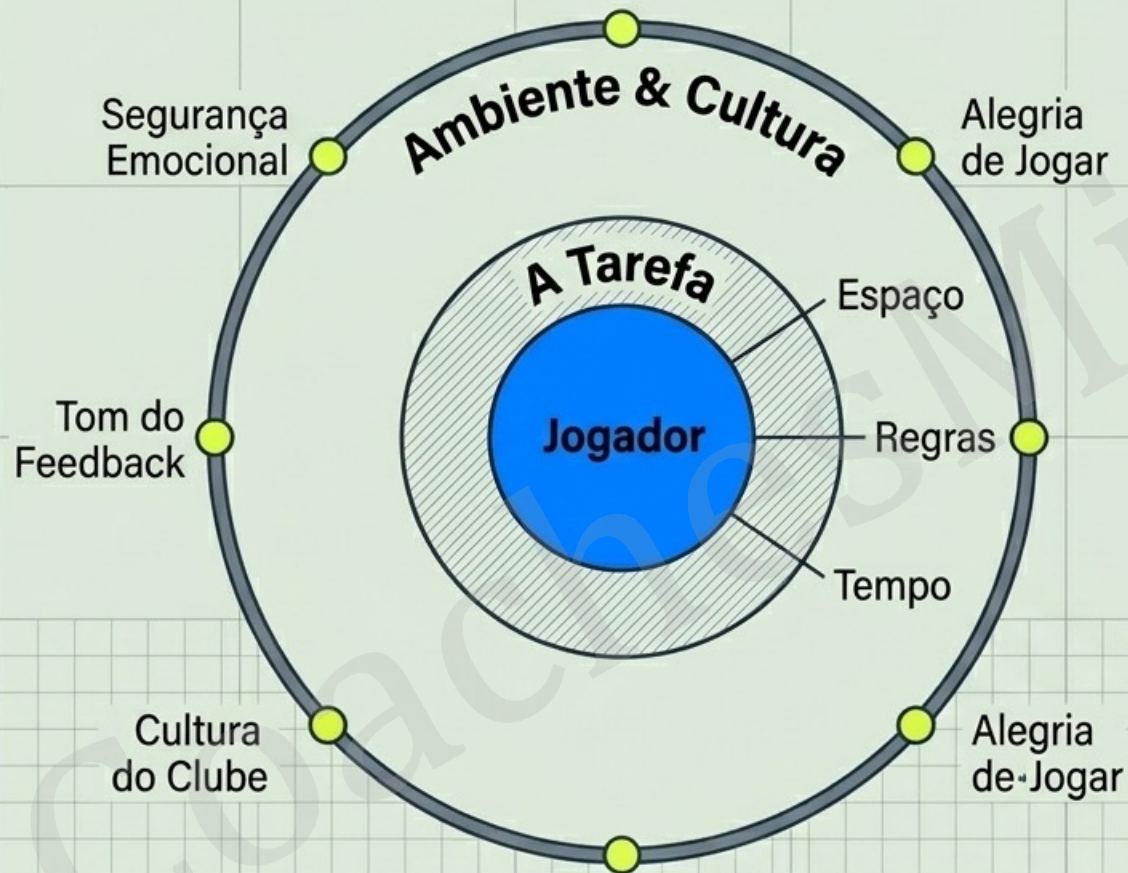 Ambiente & Cultura
Segurança
Emocional
Alegria
de Jogar
A Tarefa
Espaço
Jogador
Regras
Tempo
Tom do
Feedback
Cultura
do Clube
Alegria
de-Jogar
CoachesMi